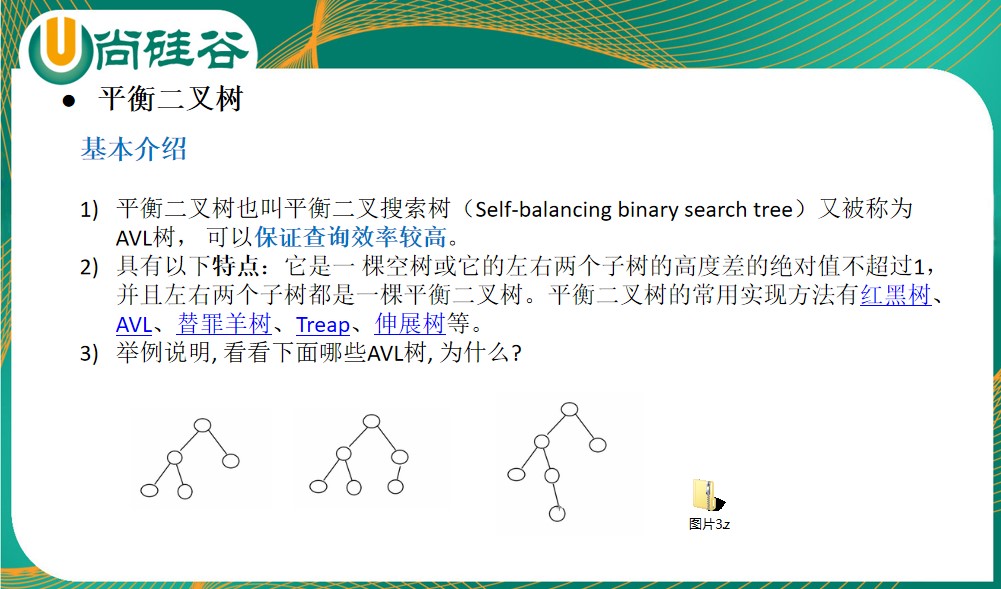 尚硅谷
● 平衡二叉树
基本介绍
1) 平衡二叉树也叫平衡二叉搜索树（Self-balancing binary search tree）又被称为
AVL树， 可以保证查询效率较高。
2) 具有以下特点：它是一 棵空树或它的左右两个子树的高度差的绝对值不超过1，
并且左右两个子树都是一棵平衡二叉树。平衡二叉树的常用实现方法有红黑树、
AVL、替罪羊树、Treap、伸展树等。
3) 举例说明, 看看下面哪些AVL树, 为什么?
图片3.z